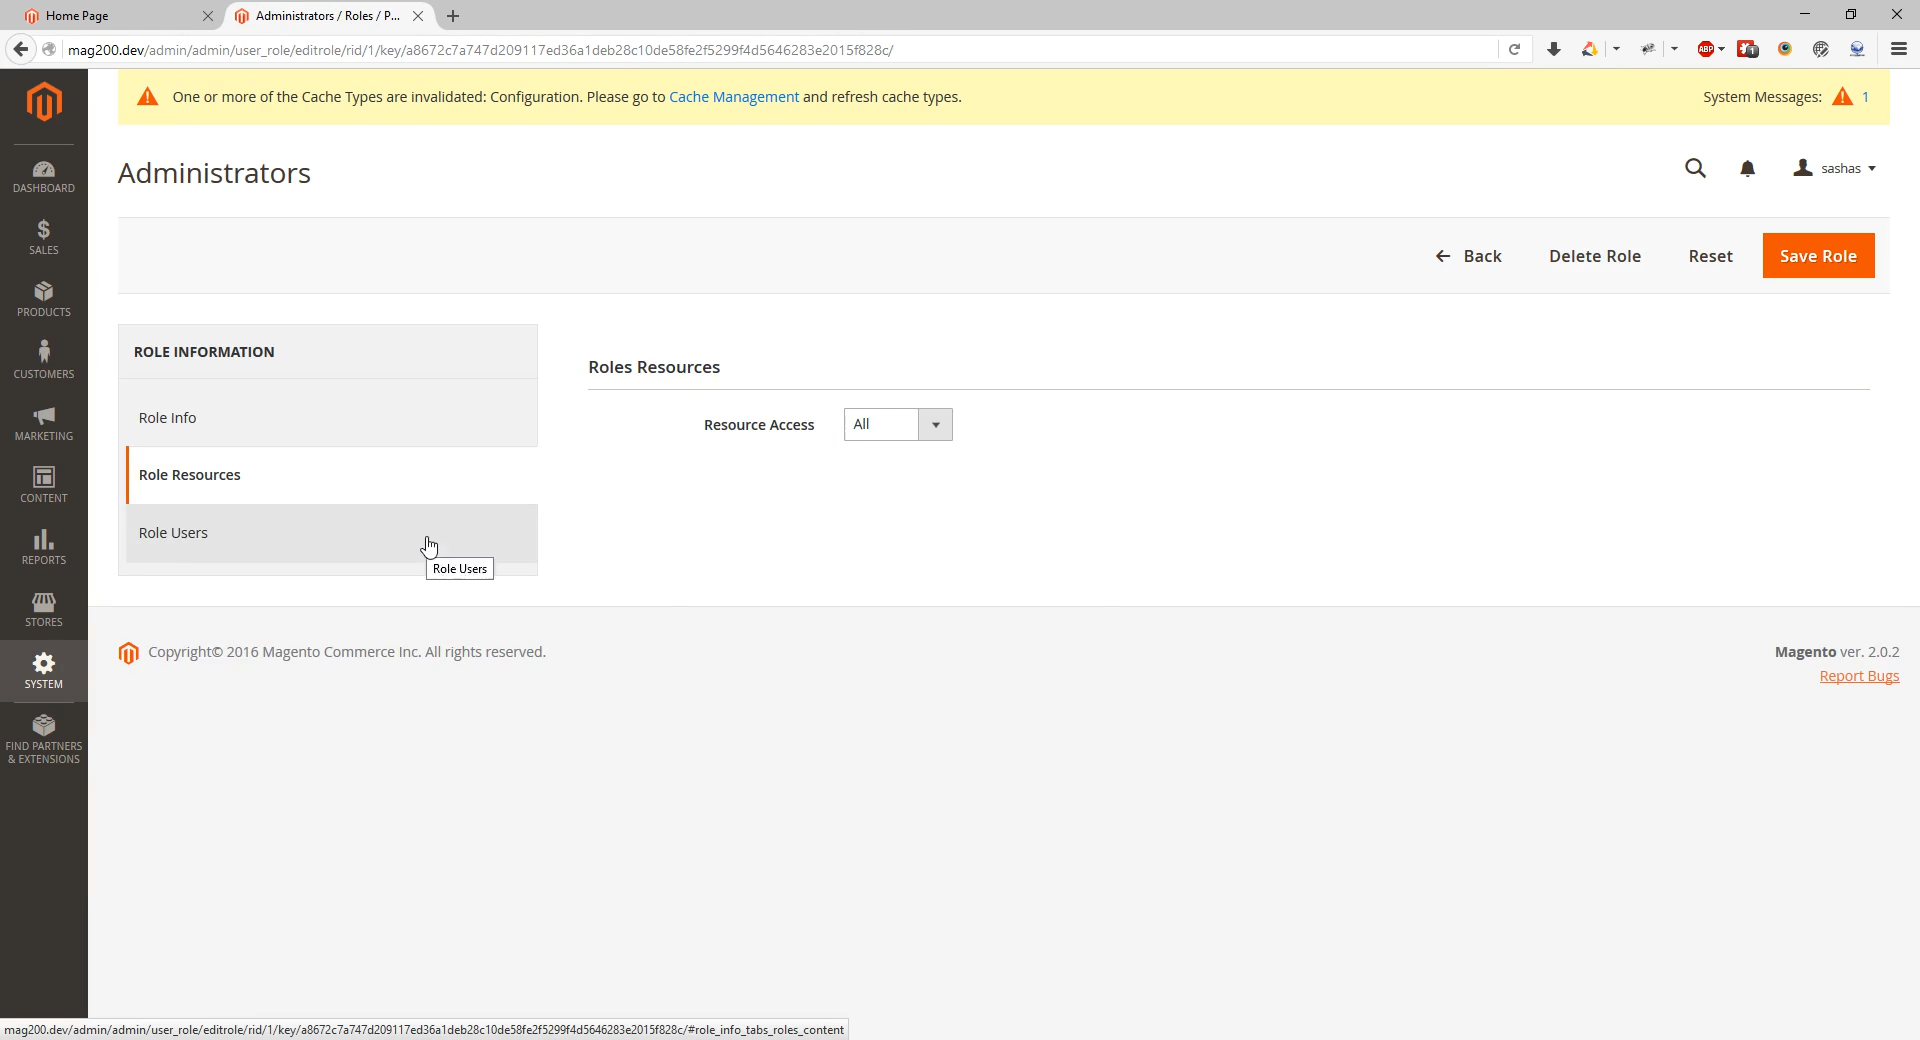 Home Page
Administrators / Roles / P...
mag200.dev/admin/admin/user_role/editrole/rid/1/key/a8672c7a747d209117ed36a1deb28c10de58fe2f5299f4d5646283e2015f828c/
ABP
1
One or more of the Cache Types are invalidated: Configuration. Please go to Cache Management and refresh cache types.
System Messages: 1
Administrators
sashas
DASHBOARD
SALES
PRODUCTS
CUSTOMERS
MARKETING
CONTENT
REPORTS
STORES
SYSTEM
FIND PARTNERS
& EXTENSIONS
Back
Delete Role
Reset
Save Role
ROLE INFORMATION
Role Info
Role Resources
Role Users
Role Users
Roles Resources
Resource Access
All
Copyright© 2016 Magento Commerce Inc. All rights reserved.
Magento ver. 2.0.2
Report Bugs
mag200.dev/admin/admin/user_role/editrole/rid/1/key/a8672c7a747d209117ed36a1deb28c10de58fe2f5299f4d5646283e2015f828c/#role_info_tabs_roles_content